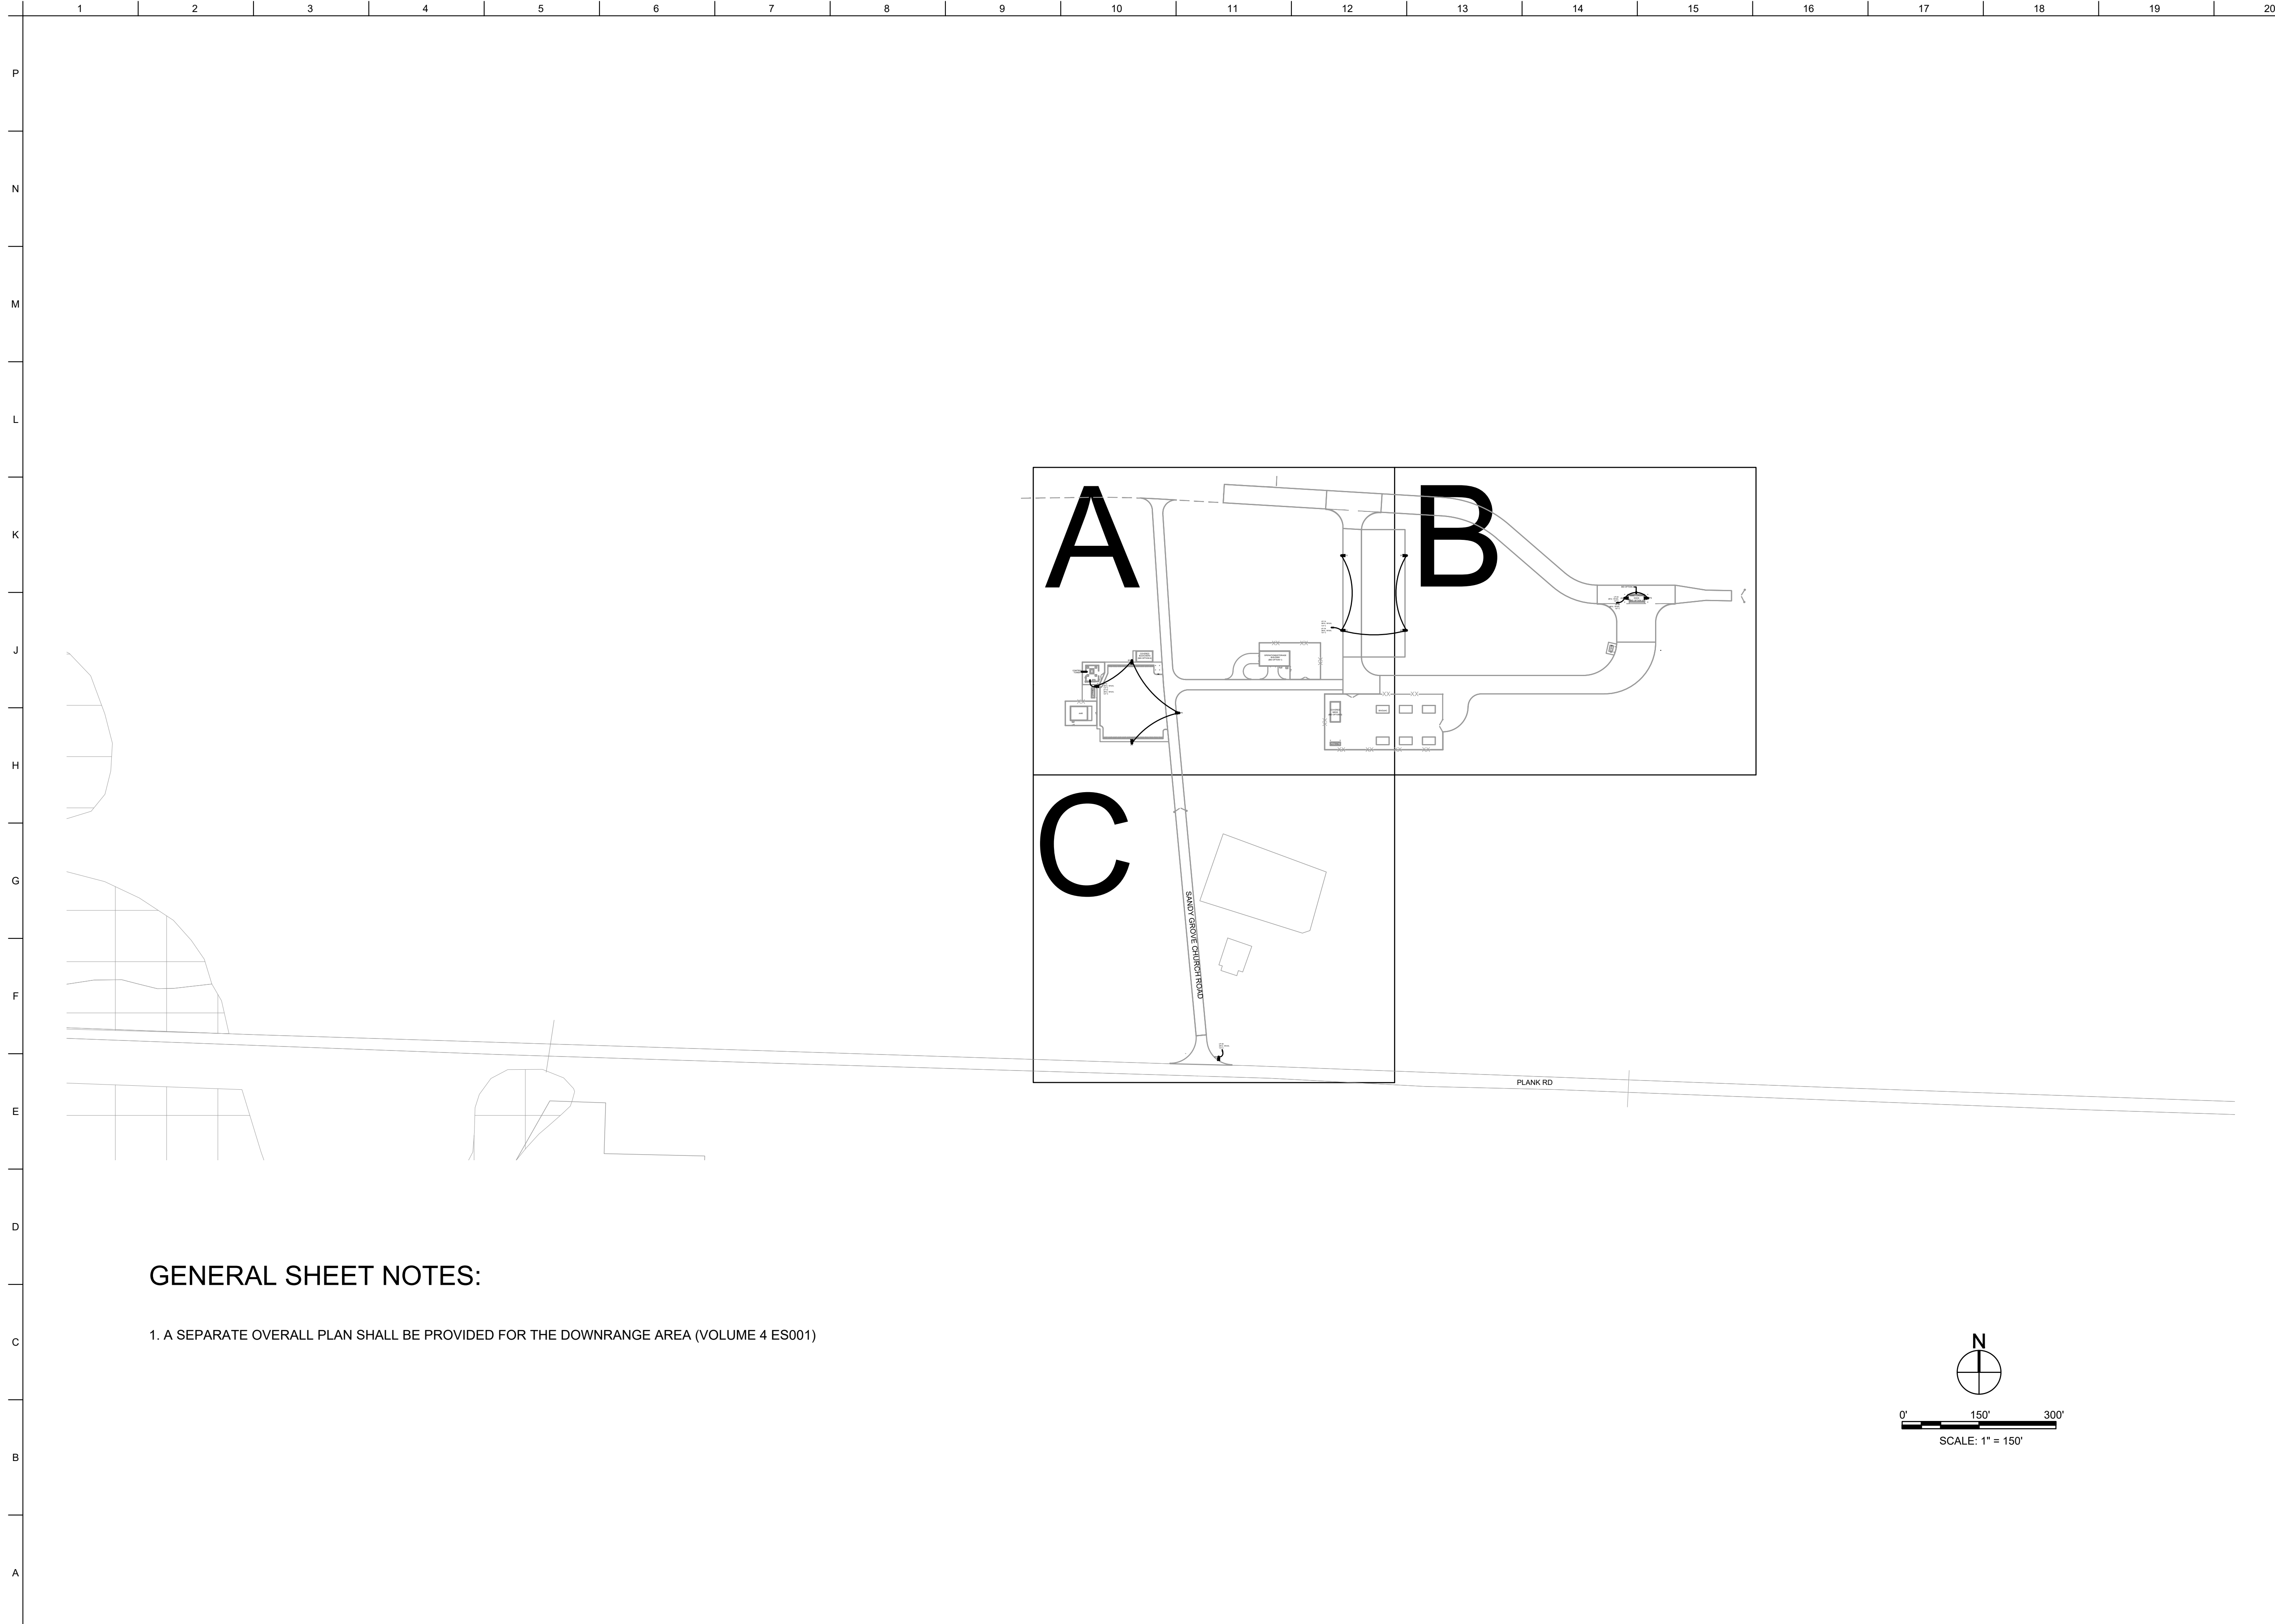 1 2 3 4 5 6 7 8 9 10 11 12 13 14 15 16 17 18 19 20
P
N
M
L
A
B
K
J
H
C
G
SANDY GROVE CHURCH ROAD
F
PLANK RD
E
D
GENERAL SHEET NOTES:
1. A SEPARATE OVERALL PLAN SHALL BE PROVIDED FOR THE DOWNRANGE AREA (VOLUME 4 ES001)
C
N
0' 150' 300'
SCALE: 1" = 150'
B
A